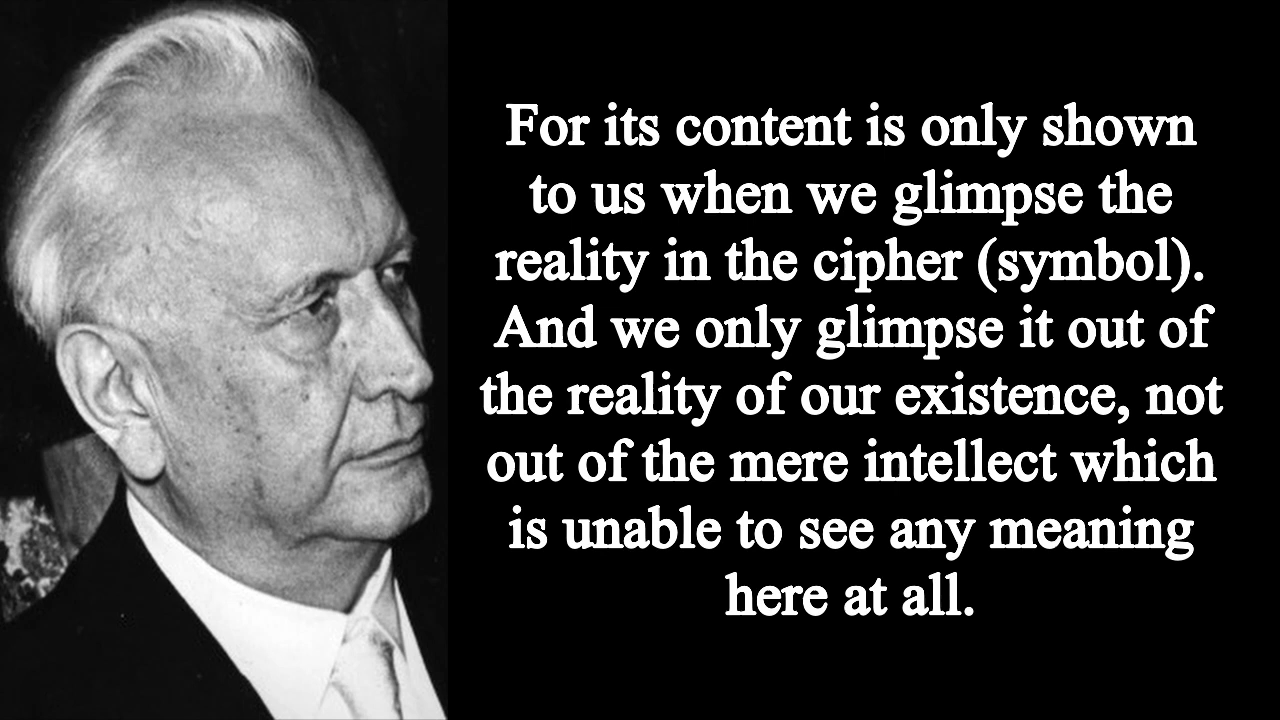 For its content is only shown
to us when we glimpse the
reality in the cipher (symbol).
And we only glimpse it out of
the reality of our existence, not
out of the mere intellect which
is unable to see any meaning
here at all.